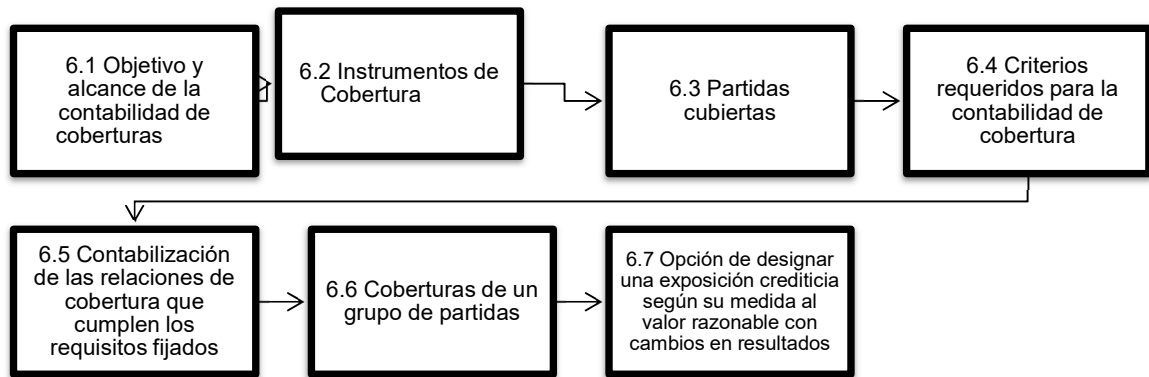 6.1 Objetivo y
alcance de la
contabilidad de
coberturas
6.2 Instrumentos de
Cobertura
6.3 Partidas
cubiertas
6.4 Criterios
requeridos para la
contabilidad de
cobertura
6.5 Contabilización
de las relaciones de
cobertura que
cumplen los
requisitos fijados
6.6 Coberturas de un
grupo de partidas
6.7 Opción de designar
una exposición crediticia
según su medida al
valor razonable con
cambios en resultados